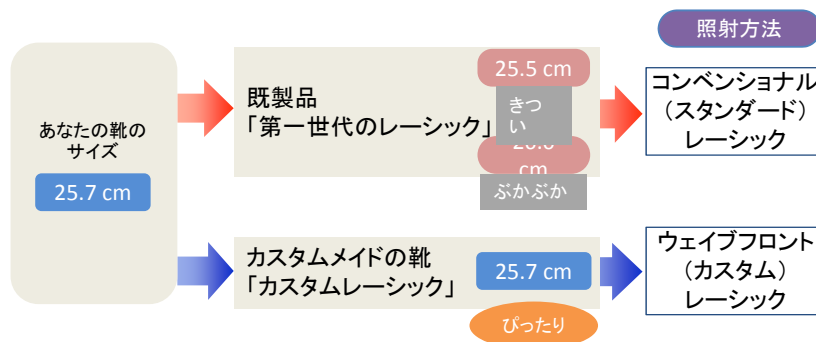 照射方法
あなたの靴の
サイズ
25.7 cm
既製品
「第一世代のレーシック」
25.5 cm
きつ
い
cm
ぶかぶか
コンベンショナル
（スタンダード）
レーシック
カスタムメイドの靴
「カスタムレーシック」
25.7 cm
ぴったり
ウェイブフロント
（カスタム）
レーシック